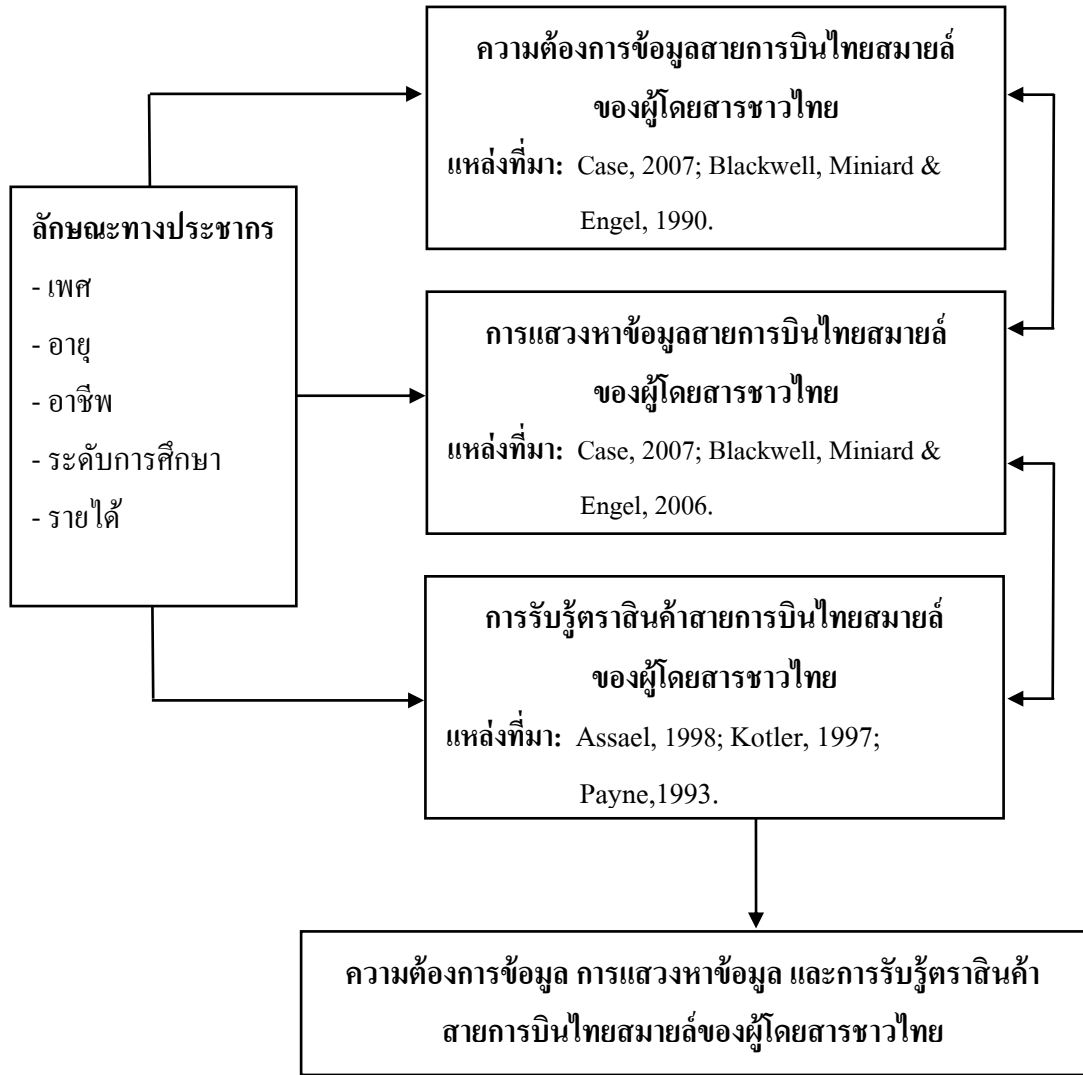 ความต้องการข้อมูลสายการบินไทยสมายล์
ของผู้โดยสารชาวไทย
แหล่งที่มา: Case, 2007; Blackwell, Miniard &
Engel, 1990.
ลักษณะทางประชากร
- เพศ
- อายุ
- อาชีพ
- ระดับการศึกษา
- รายได้
การแสวงหาข้อมูลสายการบินไทยสมายล์
ของผู้โดยสารชาวไทย
แหล่งที่มา: Case, 2007; Blackwell, Miniard &
Engel, 2006.
การรับรู้ตราสินค้าสายการบินไทยสมายล์
ของผู้โดยสารชาวไทย
แหล่งที่มา: Assael, 1998; Kotler, 1997;
Payne,1993.
ความต้องการข้อมูล การแสวงหาข้อมูล และการรับรู้ตราสินค้า
สายการบินไทยสมายล์ของผู้โดยสารชาวไทย